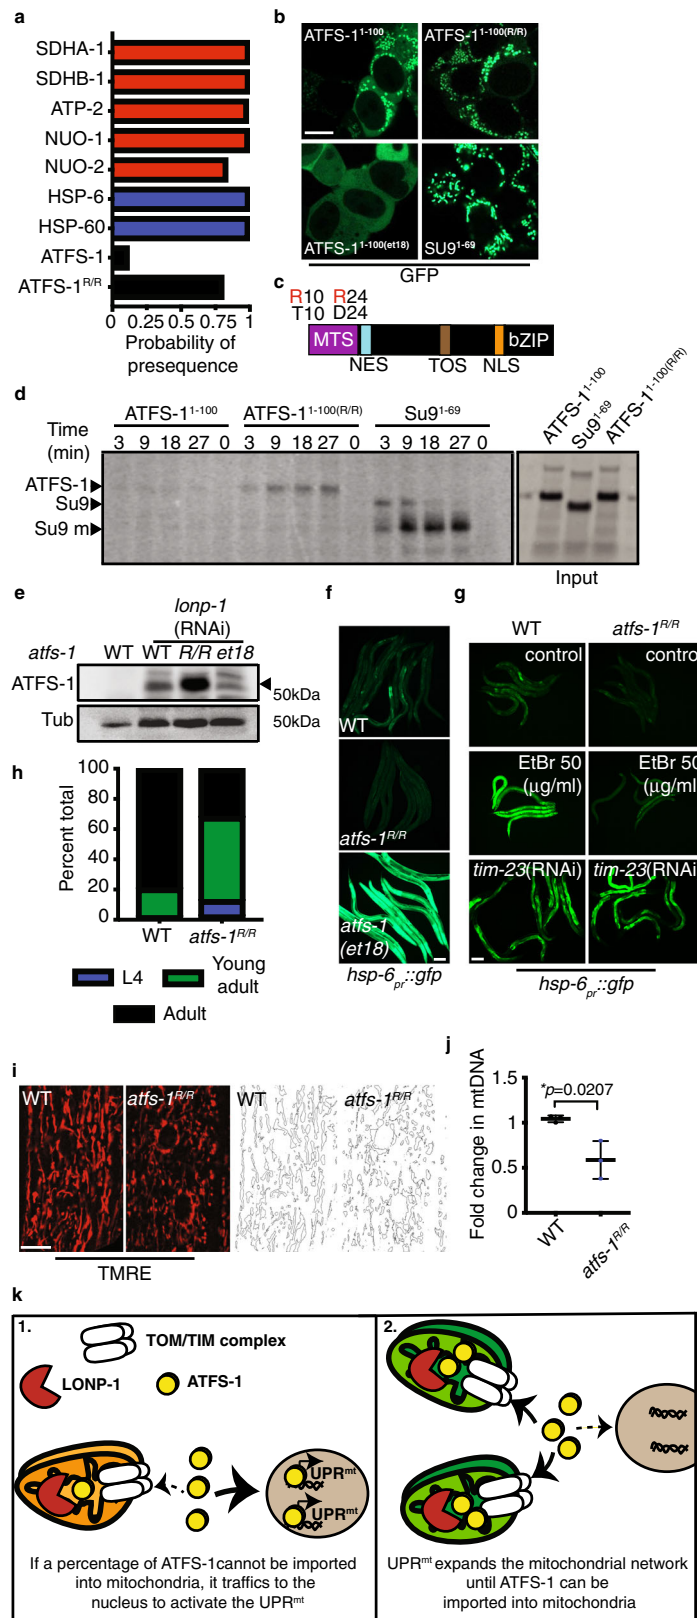 a
SDHA-1
SDHB-1
ATP-2
NUO-1
NUO-2
HSP-6
HSP-60
ATFS-1
ATFS-1R/R
0 0.25 0.5 0.75 1
Probability of
presequence
b
ATFS-11-100
ATFS-11-100(R/R)
ATFS-11-100(et18)
SU91-69
GFP
c
R10 R24
T10 D24
MTS
bZIP
NES
TOS
NLS
d
ATFS-11-100
ATFS-11-100(R/R)
Su91-69
Time
(min)
3 9 18 27 0 3 9 18 27 0 3 9 18 27 0
ATFS-1
Su9
Su9 m
ATFS-11-100
Su91-69
ATFS-11-100(R/R)
Input
e
lonp-1
(RNAi)
atfs-1 WT WT R/R et18
ATFS-1
50kDa
Tub
50kDa
f
WT
atfs-1R/R
atfs-1
(et18)
hsp-6pr::gfp
g
WT
atfs-1R/R
control
control
EtBr 50
(μg/ml)
EtBr 50
(μg/ml)
tim-23(RNAi)
tim-23(RNAi)
hsp-6pr::gfp
h
Percent total
100
80
60
40
20
0
WT
atfs-1R/R
L4
Young
adult
Adult
i
WT
atfs-1R/R
WT
atfs-1R/R
TMRE
j
Fold change in mtDNA
1.5
1
0.5
0
*p=0.0207
WT
atfs-1R/R
k
1.
TOM/TIM complex
LONP-1
ATFS-1
UPRmt
UPRmt
If a percentage of ATFS-1cannot be imported
into mitochondria, it traffics to the
nucleus to activate the UPRmt
2.
UPRmt expands the mitochondrial network
until ATFS-1 can be
imported into mitochondria